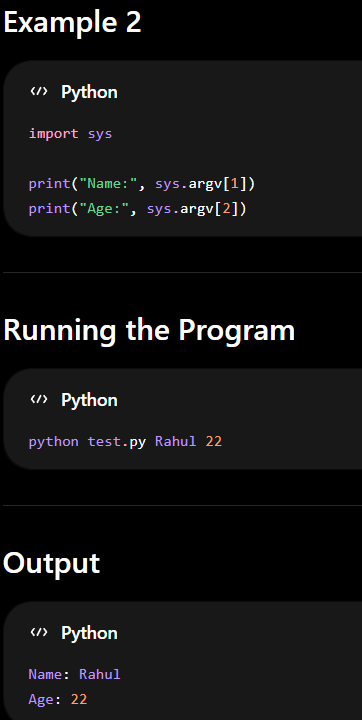 Example 2
</> Python
import sys
print("Name:", sys.argv[1])
print("Age:", sys.argv[2])
Running the Program
</> Python
python test.py Rahul 22
Output
</> Python
Name: Rahul
Age: 22